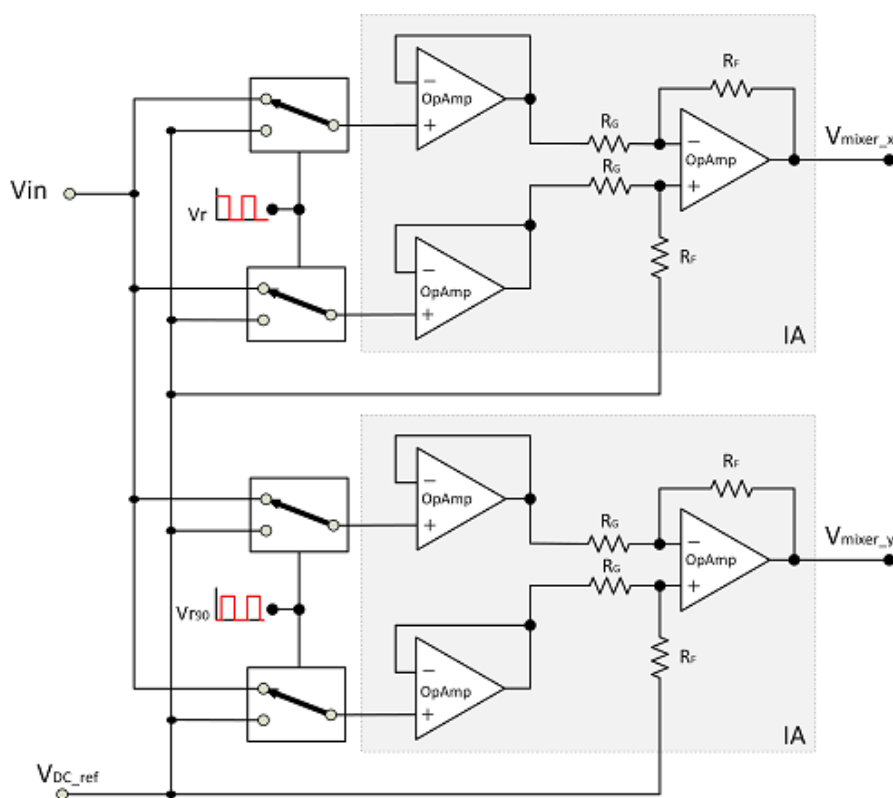 RF
OpAmp
RG
OpAmp
Vmixer_x
RG
Vin
Vr
OpAmp
RF
IA
RF
OpAmp
RG
OpAmp
Vmixer_y
RG
Vr90
OpAmp
RF
IA
VDC_ref